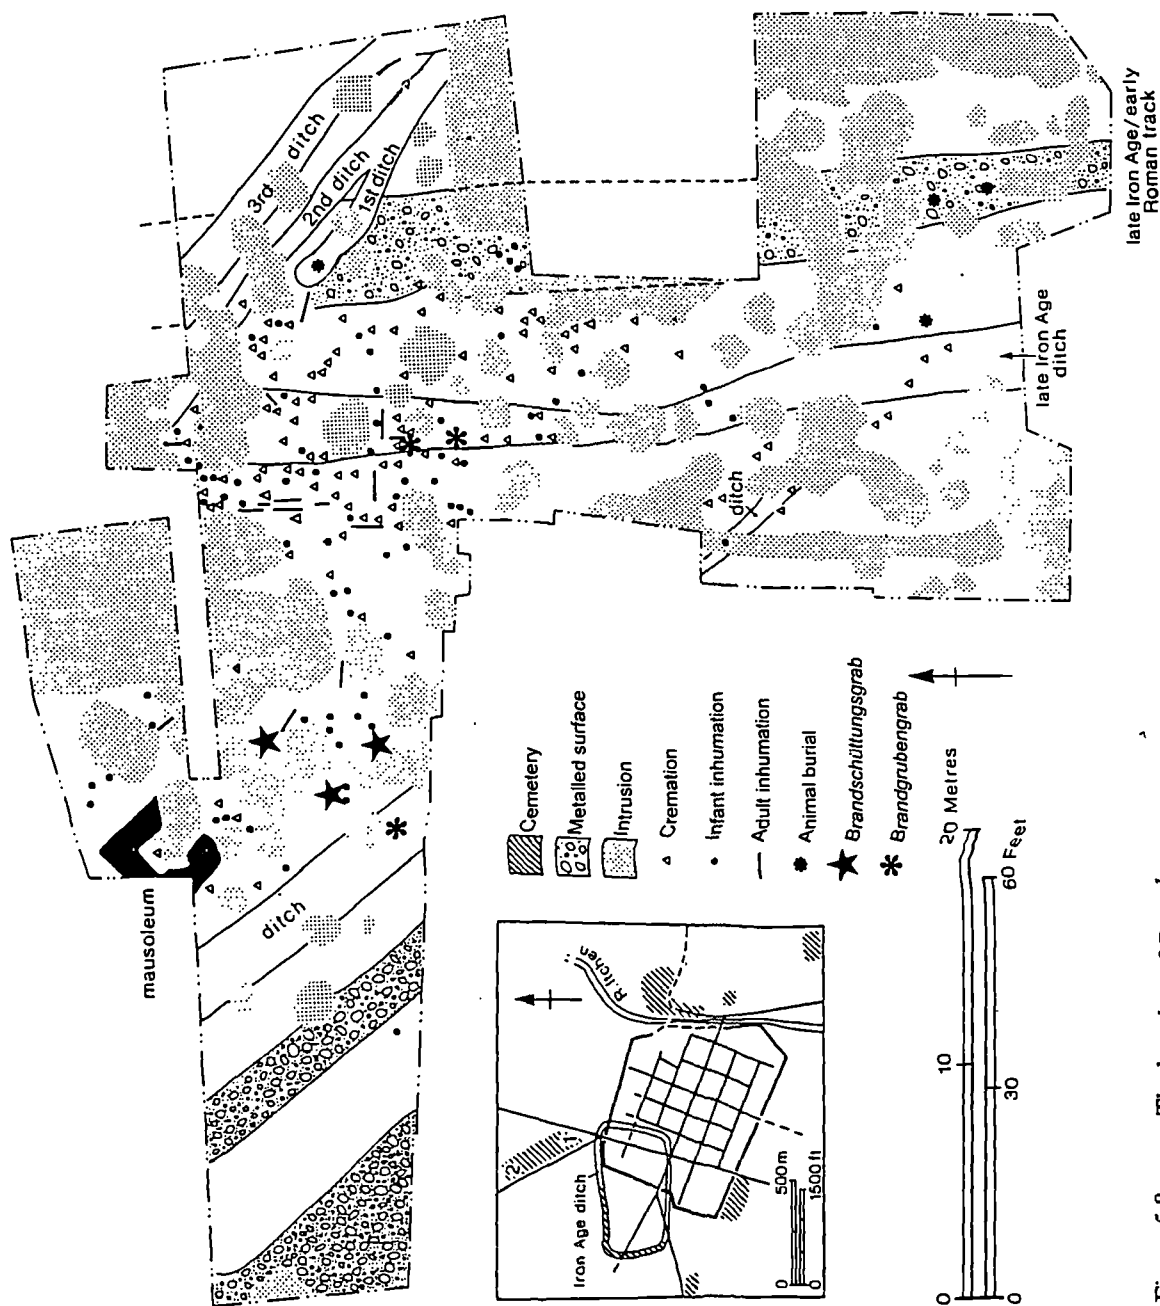 mausoleum
ditch
3rd ditch
2nd ditch
1st ditch
ditch
late Iron Age
ditch
late Iron Age/early
Roman track
Cemetery
Metalled surface
Intrusion
Cremation
Infant inhumation
Adult inhumation
Animal burial
Brandschüttungsgrab
Brandgrubengrab
Iron Age ditch
R. Itchen
2
1
0
500m
0
1500 ft
0
10
20 Metres
0
30
60 Feet